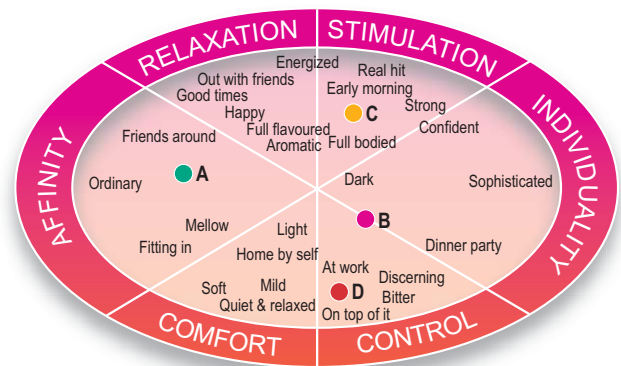 RELAXATION
STIMULATION
INDIVIDUALITY
CONTROL
COMFORT
AFFINITY
Energized
Out with friends
Good times
Happy
Full flavoured
Aromatic
Real hit
Early morning
C
Strong
Confident
Full bodied
Friends around
A
Ordinary
Mellow
Fitting in
Dark
Sophisticated
B
Dinner party
Light
Home by self
Mild
Soft
Quiet & relaxed
At work
D
Discerning
Bitter
On top of it